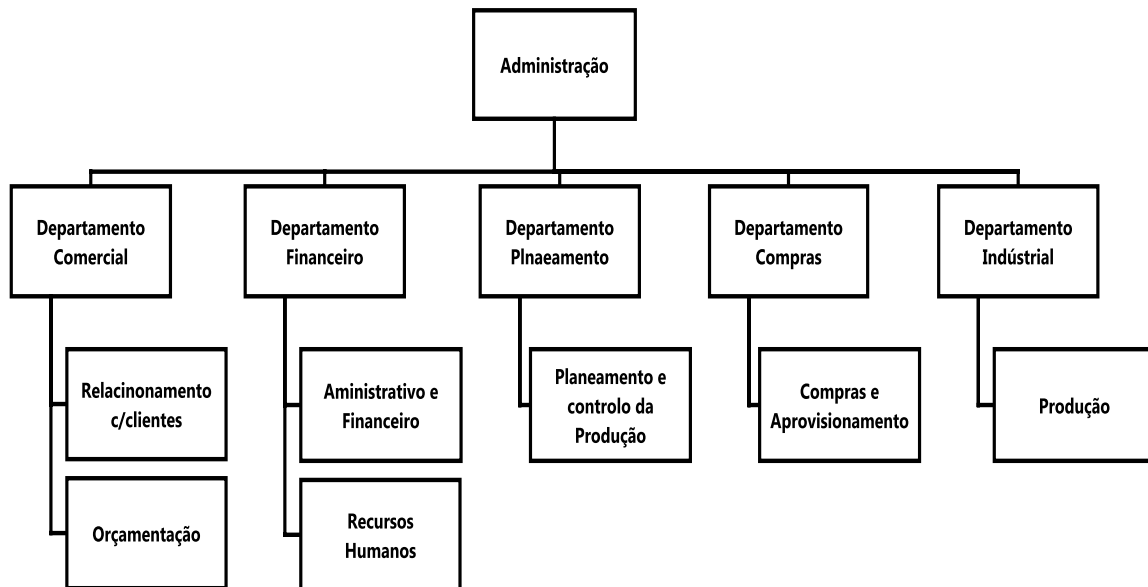 Administração
Departamento
Comercial
Departamento
Financeiro
Departamento
Plnaeamento
Departamento
Compras
Departamento
Indústrial
Relacinonamento
c/clientes
Aministrativo e
Financeiro
Planeamento e
controlo da
Produção
Compras e
Aprovisionamento
Produção
Orçamentação
Recursos
Humanos